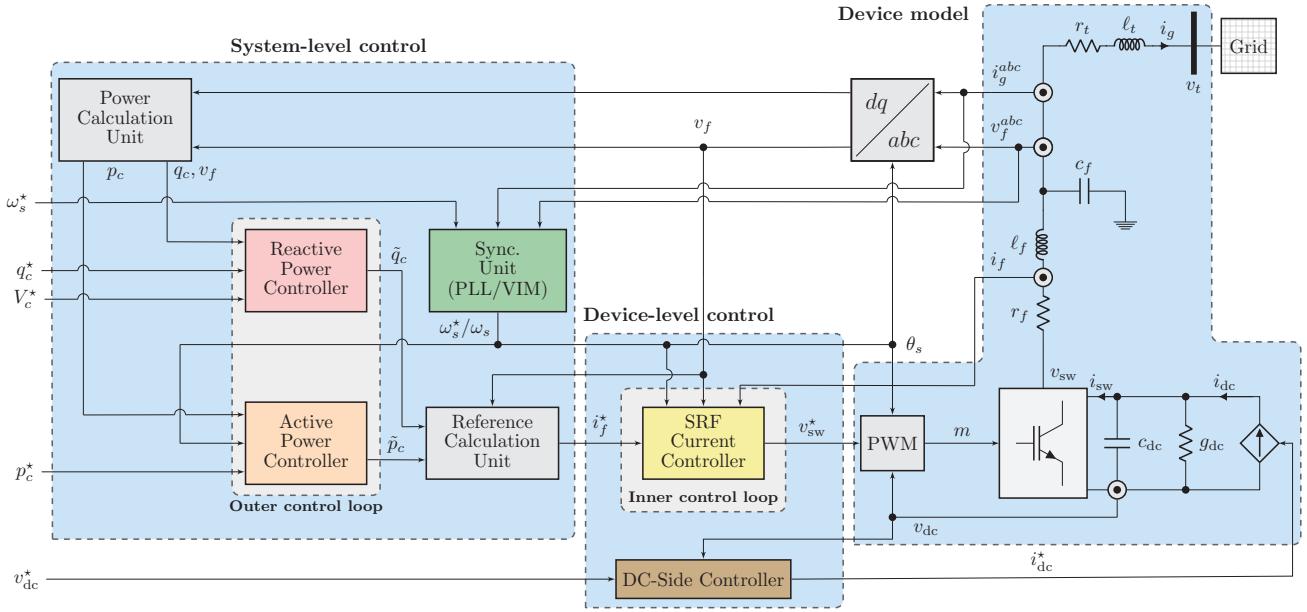 Device model
System-level control
r_t
ℓ_t
i_g
Grid
v_t
Power
Calculation
Unit
dq
abc
i_g^{abc}
v_f^{abc}
v_f
p_c
q_c, v_f
c_f
ω_s^⋆
Reactive
Power
Controller
q̃_c
Sync.
Unit
(PLL/VIM)
ℓ_f
i_f
q_c^⋆
V_c^⋆
r_f
Device-level control
ω_s^⋆/ω_s
θ_s
v_sw
i_sw
i_dc
Active
Power
Controller
p̃_c
Reference
Calculation
Unit
i_f^⋆
SRF
Current
Controller
v_sw^⋆
PWM
m
c_dc
g_dc
p_c^⋆
Outer control loop
Inner control loop
v_dc
v_dc^⋆
DC-Side Controller
i_dc^⋆